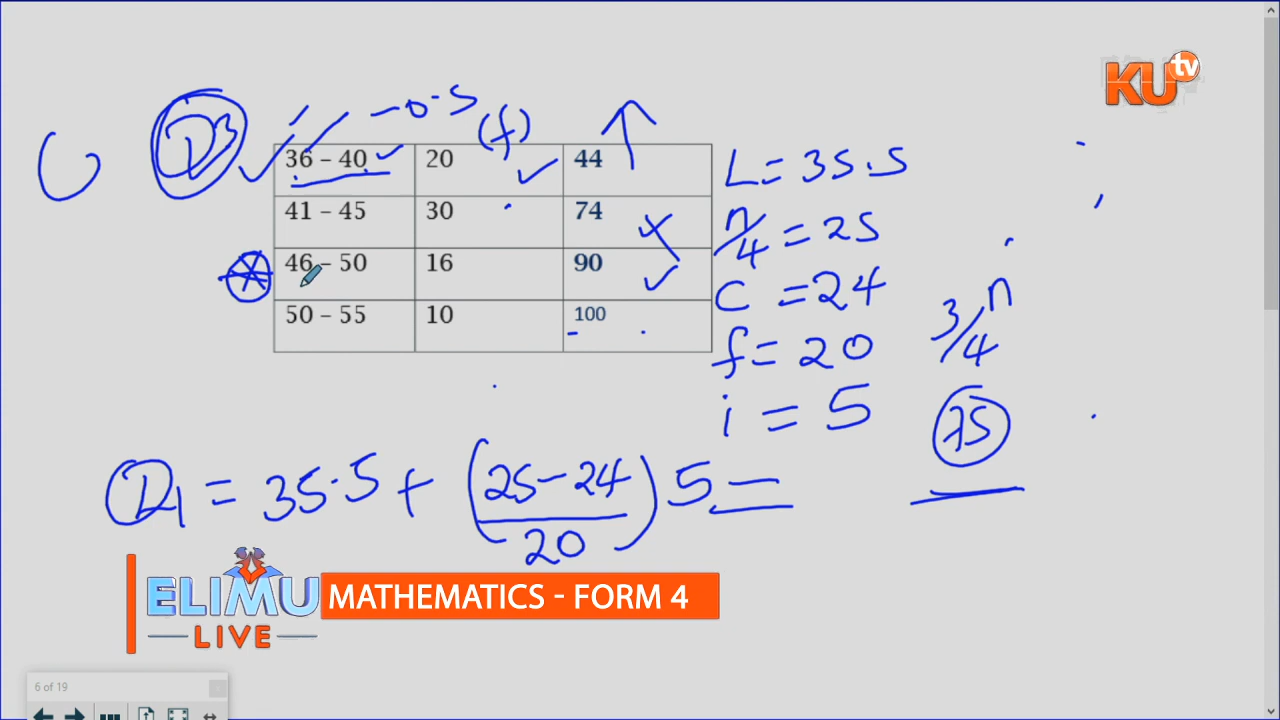 KU tv
Q3
- 0.5
(f)
36 – 40 20 44
41 – 45 30 74
46 – 50 16 90
50 – 55 10 100
L = 35.5
n/4 = 25
C = 24
f = 20
i = 5
3/4 n
75
Q1 = 35.5 + (25 - 24 / 20) 5 =
ELIMU LIVE
MATHEMATICS - FORM 4
6 of 19